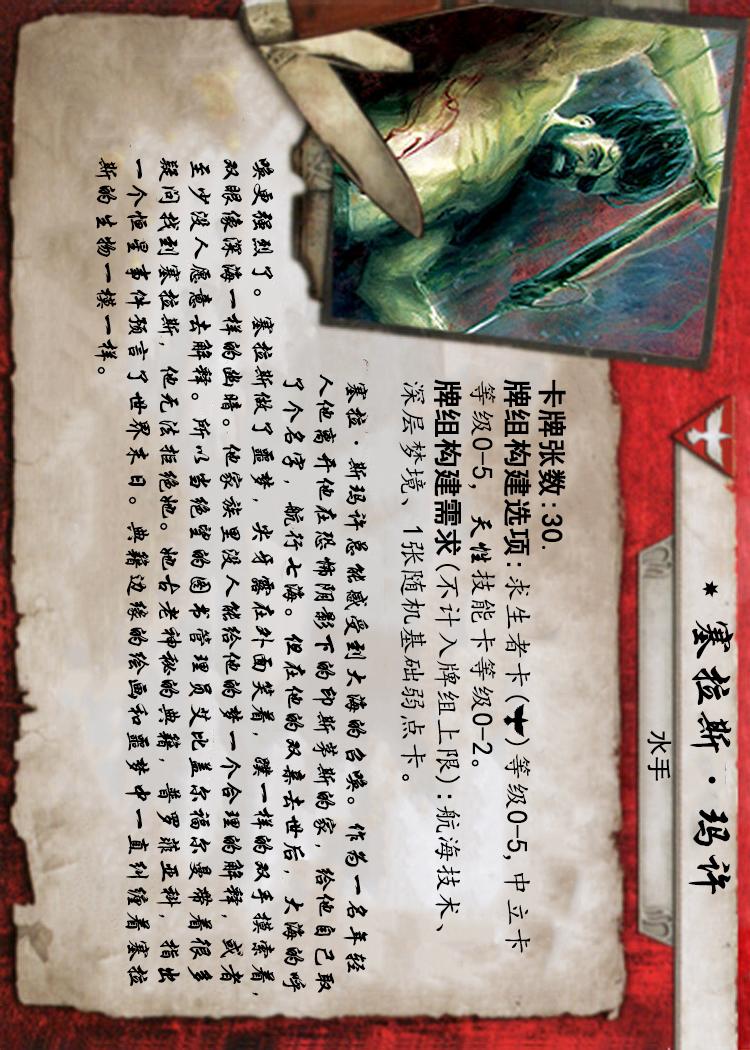 ★塞拉斯·玛许
水手
卡牌张数:30.
牌组构建选项:求生者卡( )等级0-5,中立卡
等级0-5,天性技能卡等级0-2。
牌组构建需求(不计入牌组上限):航海技术、
深层梦境、1张随机基础弱点卡。
塞拉·斯玛许总能感受到大海的召唤。作为一名年轻
人他离开他在恐怖阴影下的印斯茅斯的家,给他自己取
了个名字,航行七海。但在他的双亲去世后,大海的呼
唤更强烈了。塞拉斯做了噩梦,尖牙露在外面笑着,蹼一样的双手摸索着,
双眼像深海一样的幽暗。他家族里没人能给他的梦一个合理的解释,或者
至少没人愿意去解释。所以当绝望的图书管理员艾比盖尔福尔曼带着很多
疑问找到塞拉斯,他无法拒绝她。她古老神秘的典籍,普罗菲亚科,指出
一个恒星事件预言了世界末日。典籍边缘的绘画和噩梦中一直纠缠着塞拉
斯的生物一模一样。